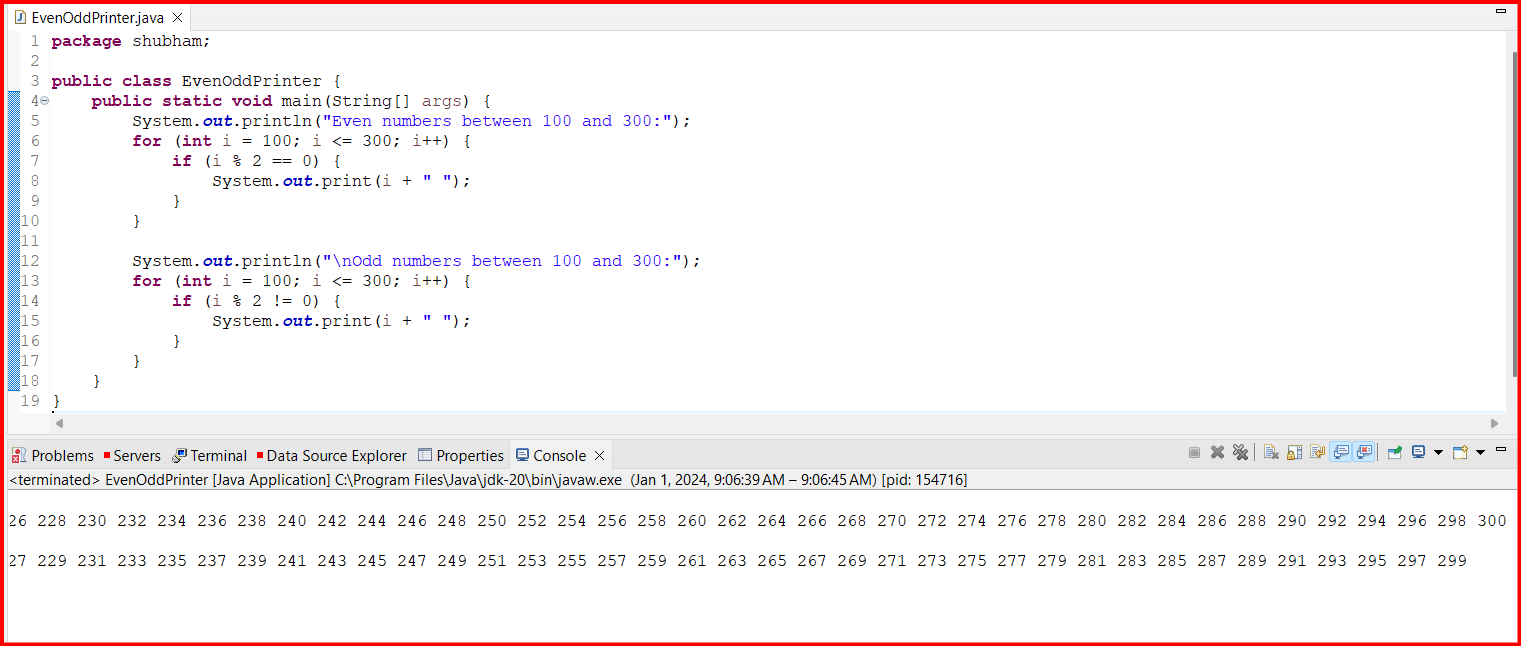 EvenOddPrinter.java
1 package shubham;
2
3 public class EvenOddPrinter {
4 public static void main(String[] args) {
5 System.out.println("Even numbers between 100 and 300:");
6 for (int i = 100; i <= 300; i++) {
7 if (i % 2 == 0) {
8 System.out.print(i + " ");
9 }
10 }
11
12 System.out.println("\nOdd numbers between 100 and 300:");
13 for (int i = 100; i <= 300; i++) {
14 if (i % 2 != 0) {
15 System.out.print(i + " ");
16 }
17 }
18 }
19 }
Problems Servers Terminal Data Source Explorer Properties Console
<terminated> EvenOddPrinter [Java Application] C:\Program Files\Java\jdk-20\bin\javaw.exe (Jan 1, 2024, 9:06:39 AM – 9:06:45 AM) [pid: 154716]
26 228 230 232 234 236 238 240 242 244 246 248 250 252 254 256 258 260 262 264 266 268 270 272 274 276 278 280 282 284 286 288 290 292 294 296 298 300
27 229 231 233 235 237 239 241 243 245 247 249 251 253 255 257 259 261 263 265 267 269 271 273 275 277 279 281 283 285 287 289 291 293 295 297 299